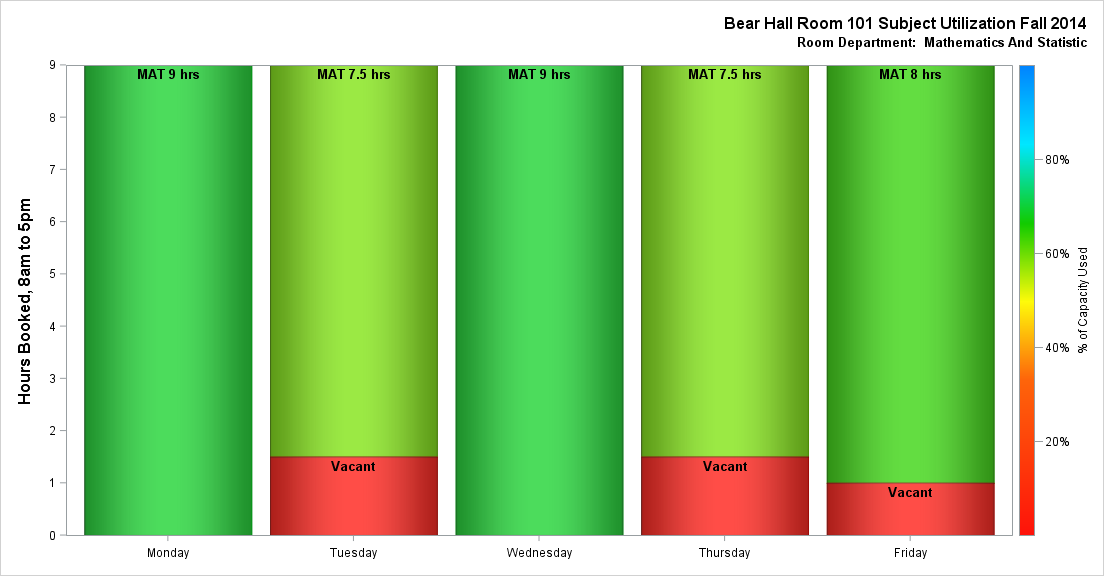 Bear Hall Room 101 Subject Utilization Fall 2014
Room Department: Mathematics And Statistic
Hours Booked, 8am to 5pm
9
8
7
6
5
4
3
2
1
0
MAT 9 hrs
MAT 7.5 hrs
MAT 9 hrs
MAT 7.5 hrs
MAT 8 hrs
Vacant
Vacant
Vacant
Monday
Tuesday
Wednesday
Thursday
Friday
80%
60%
40%
20%
% of Capacity Used